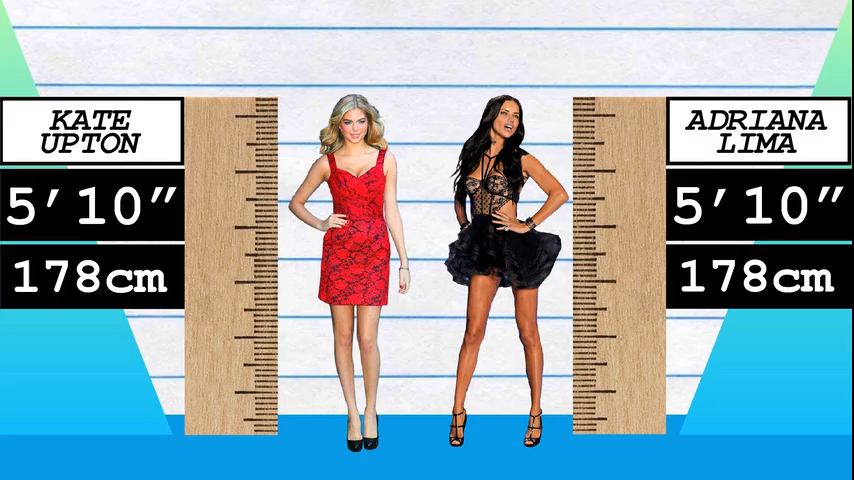 KATE
UPTON
5’10”
178cm
ADRIANA
LIMA
5’10”
178cm